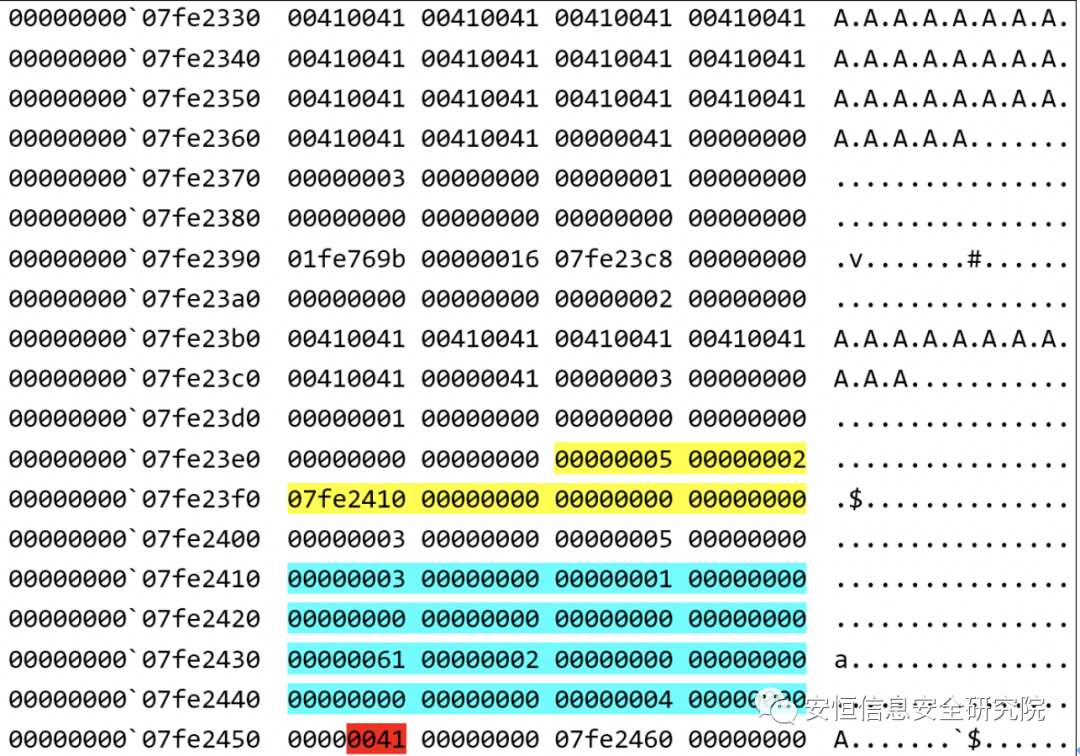 00000000`07fe2330 00410041 00410041 00410041 00410041 A.A.A.A.A.A.A.A.
00000000`07fe2340 00410041 00410041 00410041 00410041 A.A.A.A.A.A.A.A.
00000000`07fe2350 00410041 00410041 00410041 00410041 A.A.A.A.A.A.A.A.
00000000`07fe2360 00410041 00410041 00000041 00000000 A.A.A.A.A.......
00000000`07fe2370 00000003 00000000 00000001 00000000 ................
00000000`07fe2380 00000000 00000000 00000000 00000000 ................
00000000`07fe2390 01fe769b 00000016 07fe23c8 00000000 .v.......#......
00000000`07fe23a0 00000000 00000000 00000002 00000000 ................
00000000`07fe23b0 00410041 00410041 00410041 00410041 A.A.A.A.A.A.A.A.
00000000`07fe23c0 00410041 00000041 00000003 00000000 A.A.A...........
00000000`07fe23d0 00000001 00000000 00000000 00000000 ................
00000000`07fe23e0 00000000 00000000 00000005 00000002 ................
00000000`07fe23f0 07fe2410 00000000 00000000 00000000 .$..............
00000000`07fe2400 00000003 00000000 00000005 00000000 ................
00000000`07fe2410 00000003 00000000 00000001 00000000 ................
00000000`07fe2420 00000000 00000000 00000000 00000000 ................
00000000`07fe2430 00000061 00000002 00000000 00000000 a...............
00000000`07fe2440 00000000 00000000 00000004 00000000 ................
安恒信息安全研究院
00000000`07fe2450 00000041 00000000 07fe2460 00000000 A.......`$......